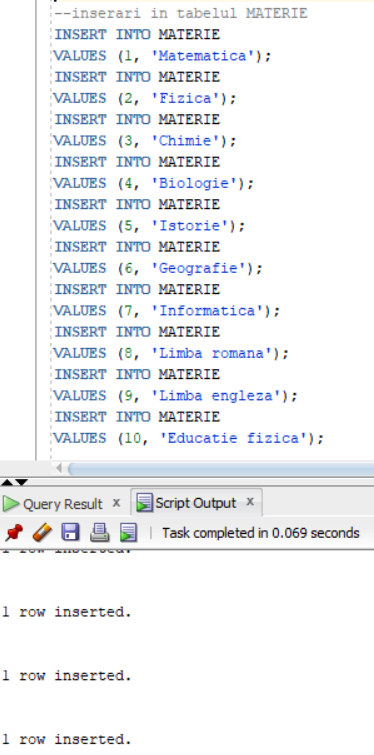 --inserari in tabelul MATERIE
INSERT INTO MATERIE
VALUES (1, 'Matematica');
INSERT INTO MATERIE
VALUES (2, 'Fizica');
INSERT INTO MATERIE
VALUES (3, 'Chimie');
INSERT INTO MATERIE
VALUES (4, 'Biologie');
INSERT INTO MATERIE
VALUES (5, 'Istorie');
INSERT INTO MATERIE
VALUES (6, 'Geografie');
INSERT INTO MATERIE
VALUES (7, 'Informatica');
INSERT INTO MATERIE
VALUES (8, 'Limba romana');
INSERT INTO MATERIE
VALUES (9, 'Limba engleza');
INSERT INTO MATERIE
VALUES (10, 'Educatie fizica');
Query Result x Script Output x
Task completed in 0.069 seconds
1 row inserted.
1 row inserted.
1 row inserted.
1 row inserted.